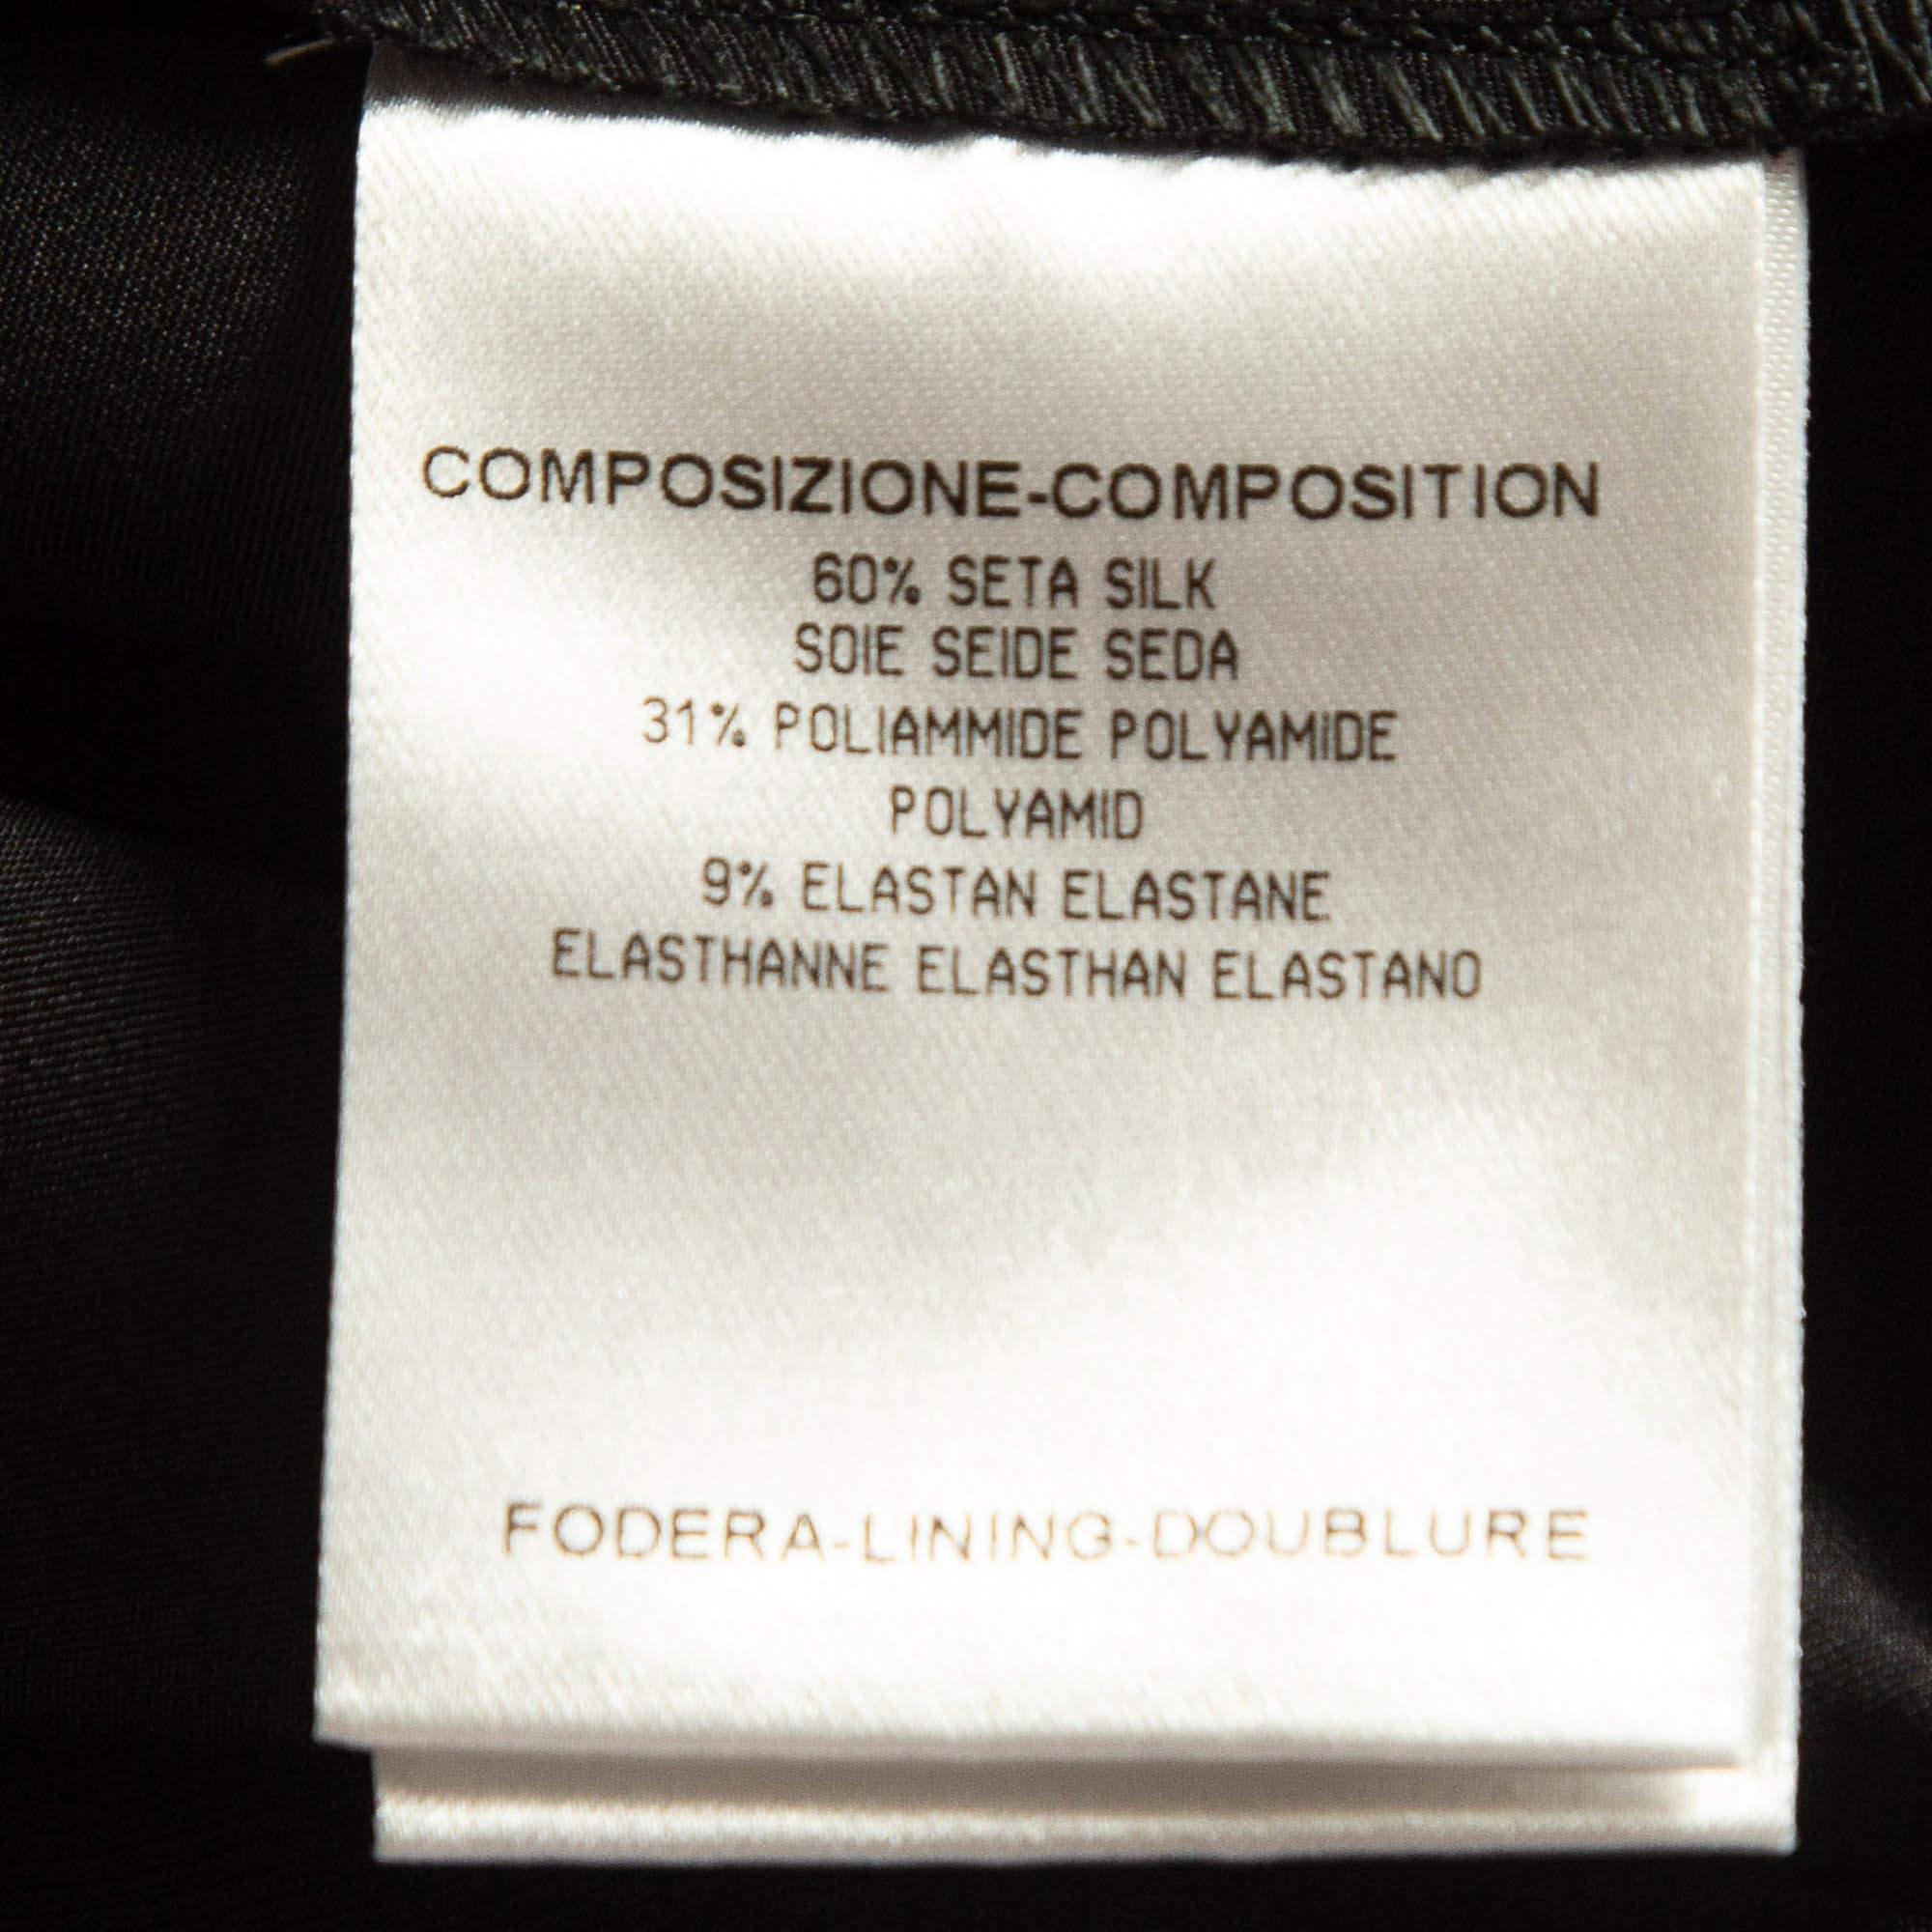 COMPOSIZIONE-COMPOSITION
60% SETA SILK
SOIE SEIDE SEDA
31% POLIAMMIDE POLYAMIDE
POLYAMID
9% ELASTAN ELASTANE
ELASTHANNE ELASTHAN ELASTANO
FODERA-LINING-DOUBLURE